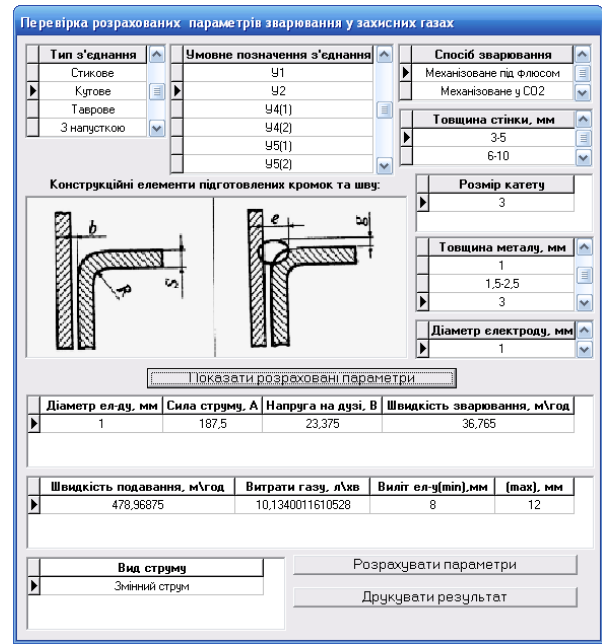 Перевірка розрахованих параметрів зварювання у захисних газах
Тип з'єднання
Стикове
Кутове
Таврове
З напусткою
Умовне позначення з'єднання
У1
У2
У4(1)
У4(2)
У5(1)
У5(2)
Спосіб зварювання
Механізоване під флюсом
Механізоване у СО2
Товщина стінки, мм
3-5
6-10
Конструкційні елементи підготовлених кромок та шву:
b
R
S
e
g
Розмір катету
3
Товщина металу, мм
1
1,5-2,5
3
Діаметр електроду, мм
1
Показати розраховані параметри
Діаметр ел-ду, мм Сила струму, А Напруга на дузі, В Швидкість зварювання, м\год
1 187,5 23,375 36,765
Швидкість подавання, м\год Витрати газу, л\хв Виліт ел-у(min),мм (max), мм
478,96875 10,1340011610528 8 12
Вид струму
Змінний струм
Розрахувати параметри
Друкувати результат